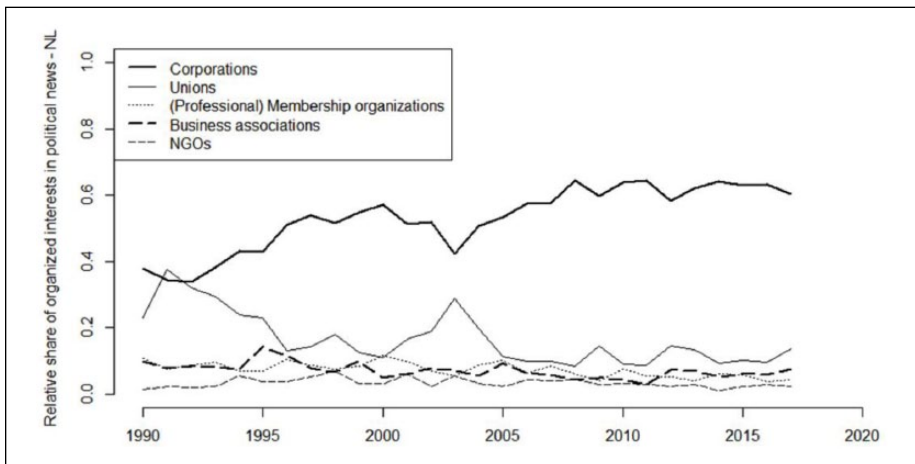 Relative share of organized interests in political news - NL
1.0
0.8
0.6
0.4
0.2
0.0
Corporations
Unions
(Professional) Membership organizations
Business associations
NGOs
1990 1995 2000 2005 2010 2015 2020